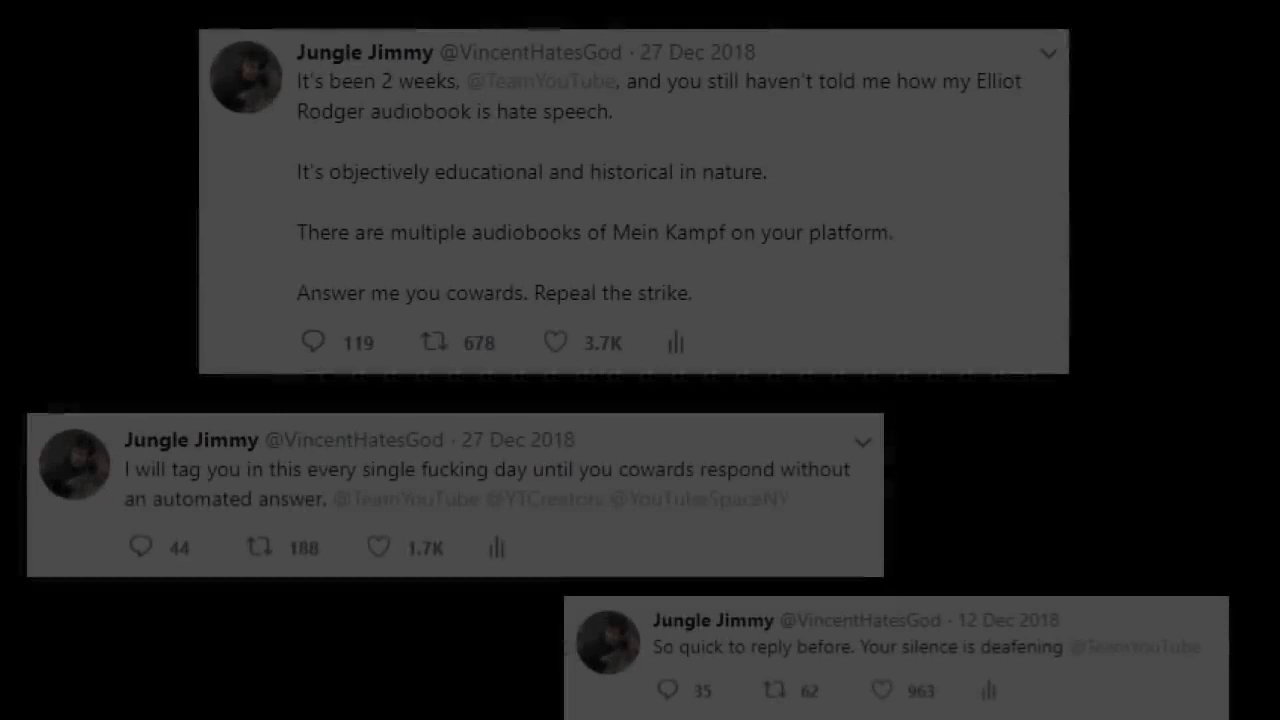 Jungle Jimmy @VincentHatesGod · 27 Dec 2018
It's been 2 weeks, @TeamYouTube, and you still haven't told me how my Elliot
Rodger audiobook is hate speech.
It's objectively educational and historical in nature.
There are multiple audiobooks of Mein Kampf on your platform.
Answer me you cowards. Repeal the strike.
119 678 3.7K
Jungle Jimmy @VincentHatesGod · 27 Dec 2018
I will tag you in this every single fucking day until you cowards respond without
an automated answer. @TeamYouTube @YTCreators @YouTubeSpaceNY
44 188 1.7K
Jungle Jimmy @VincentHatesGod · 12 Dec 2018
So quick to reply before. Your silence is deafening @TeamYouTube
35 62 963